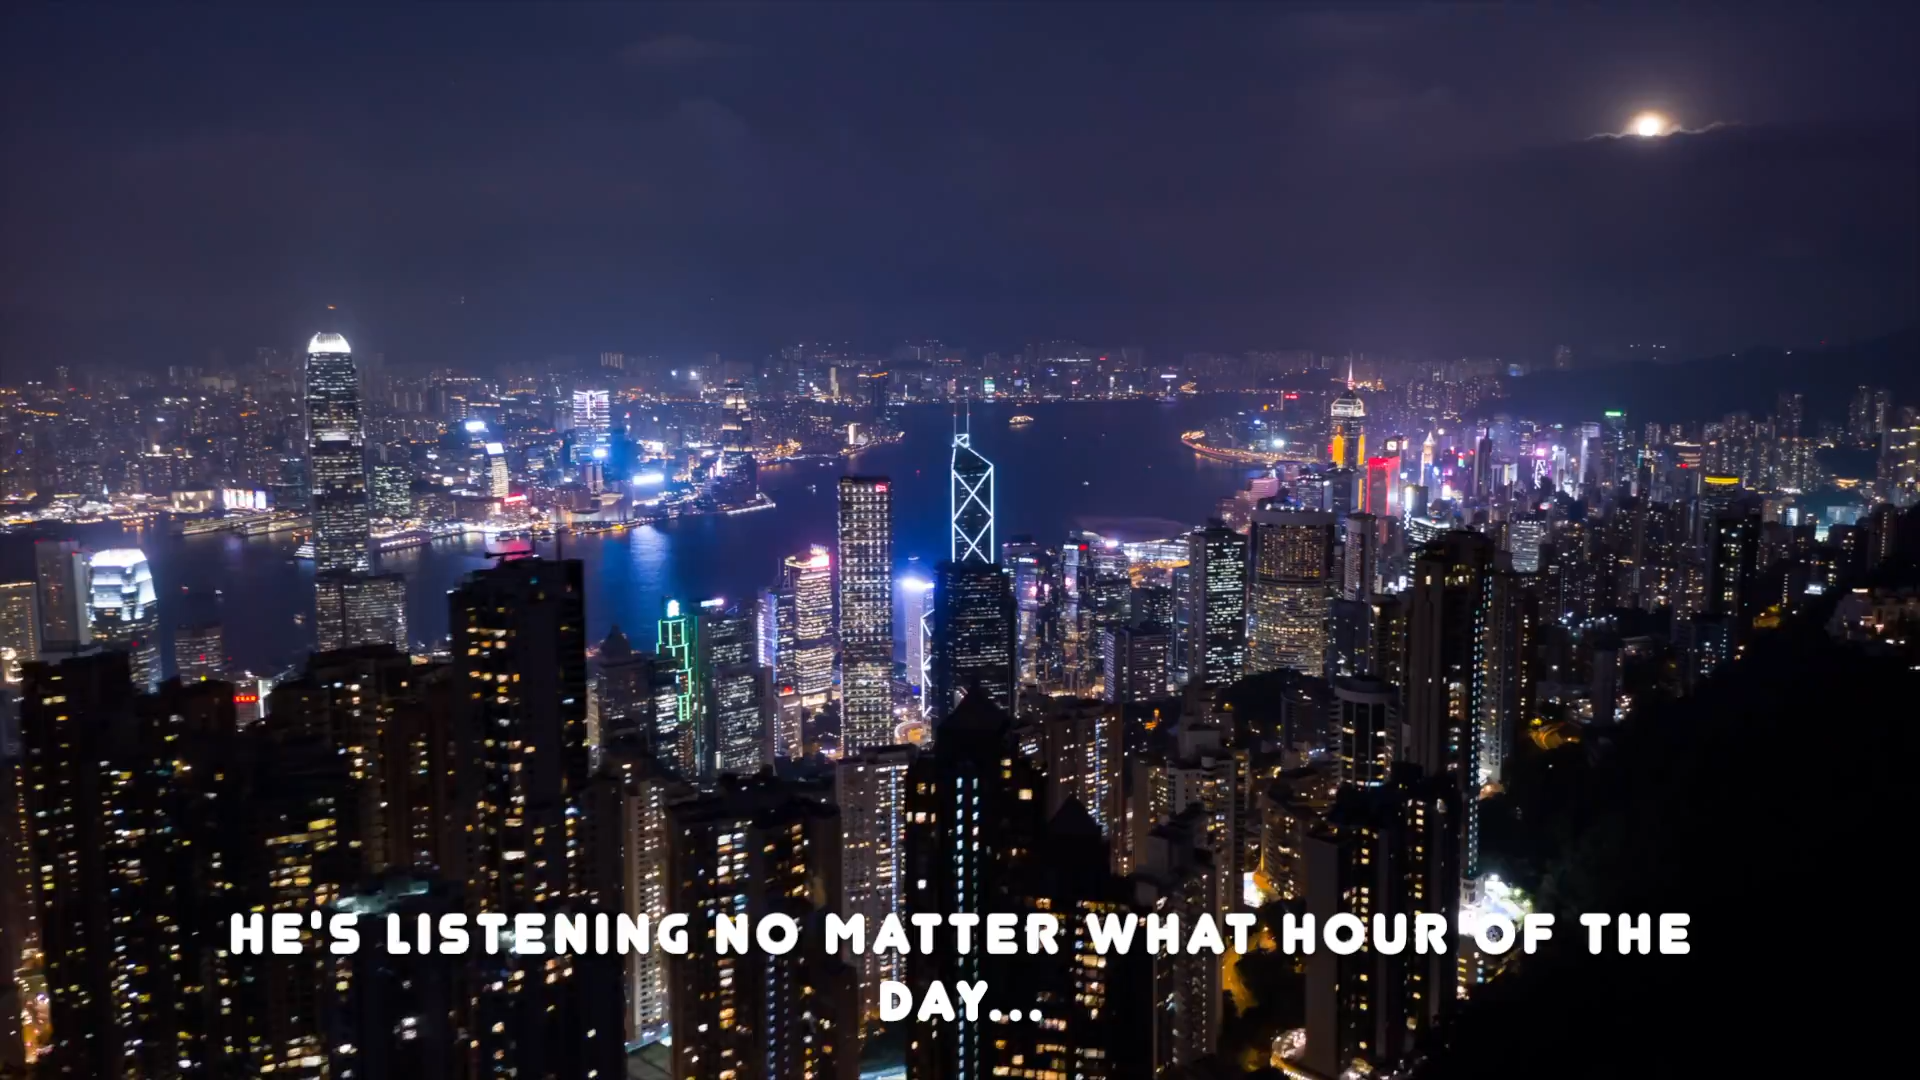 HE'S LISTENING NO MATTER WHAT HOUR OF THE
DAY...